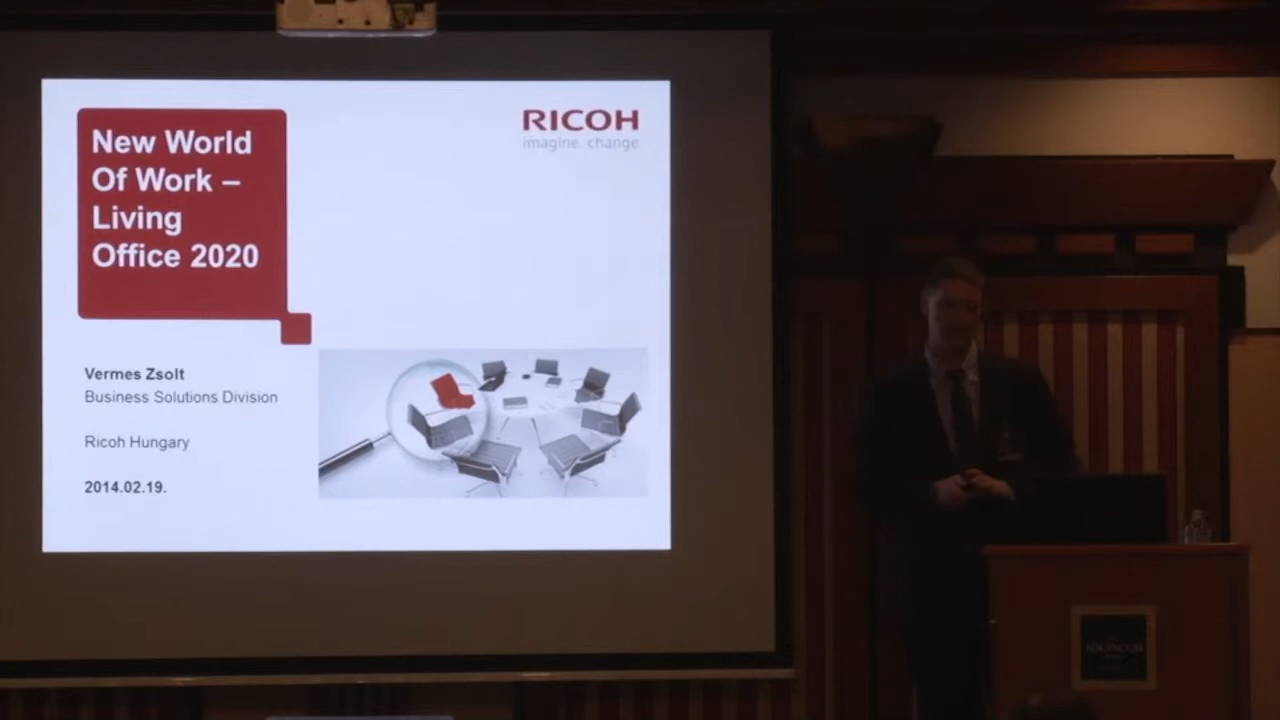 New World
Of Work –
Living
Office 2020
RICOH
imagine. change
Vermes Zsolt
Business Solutions Division
Ricoh Hungary
2014.02.19.